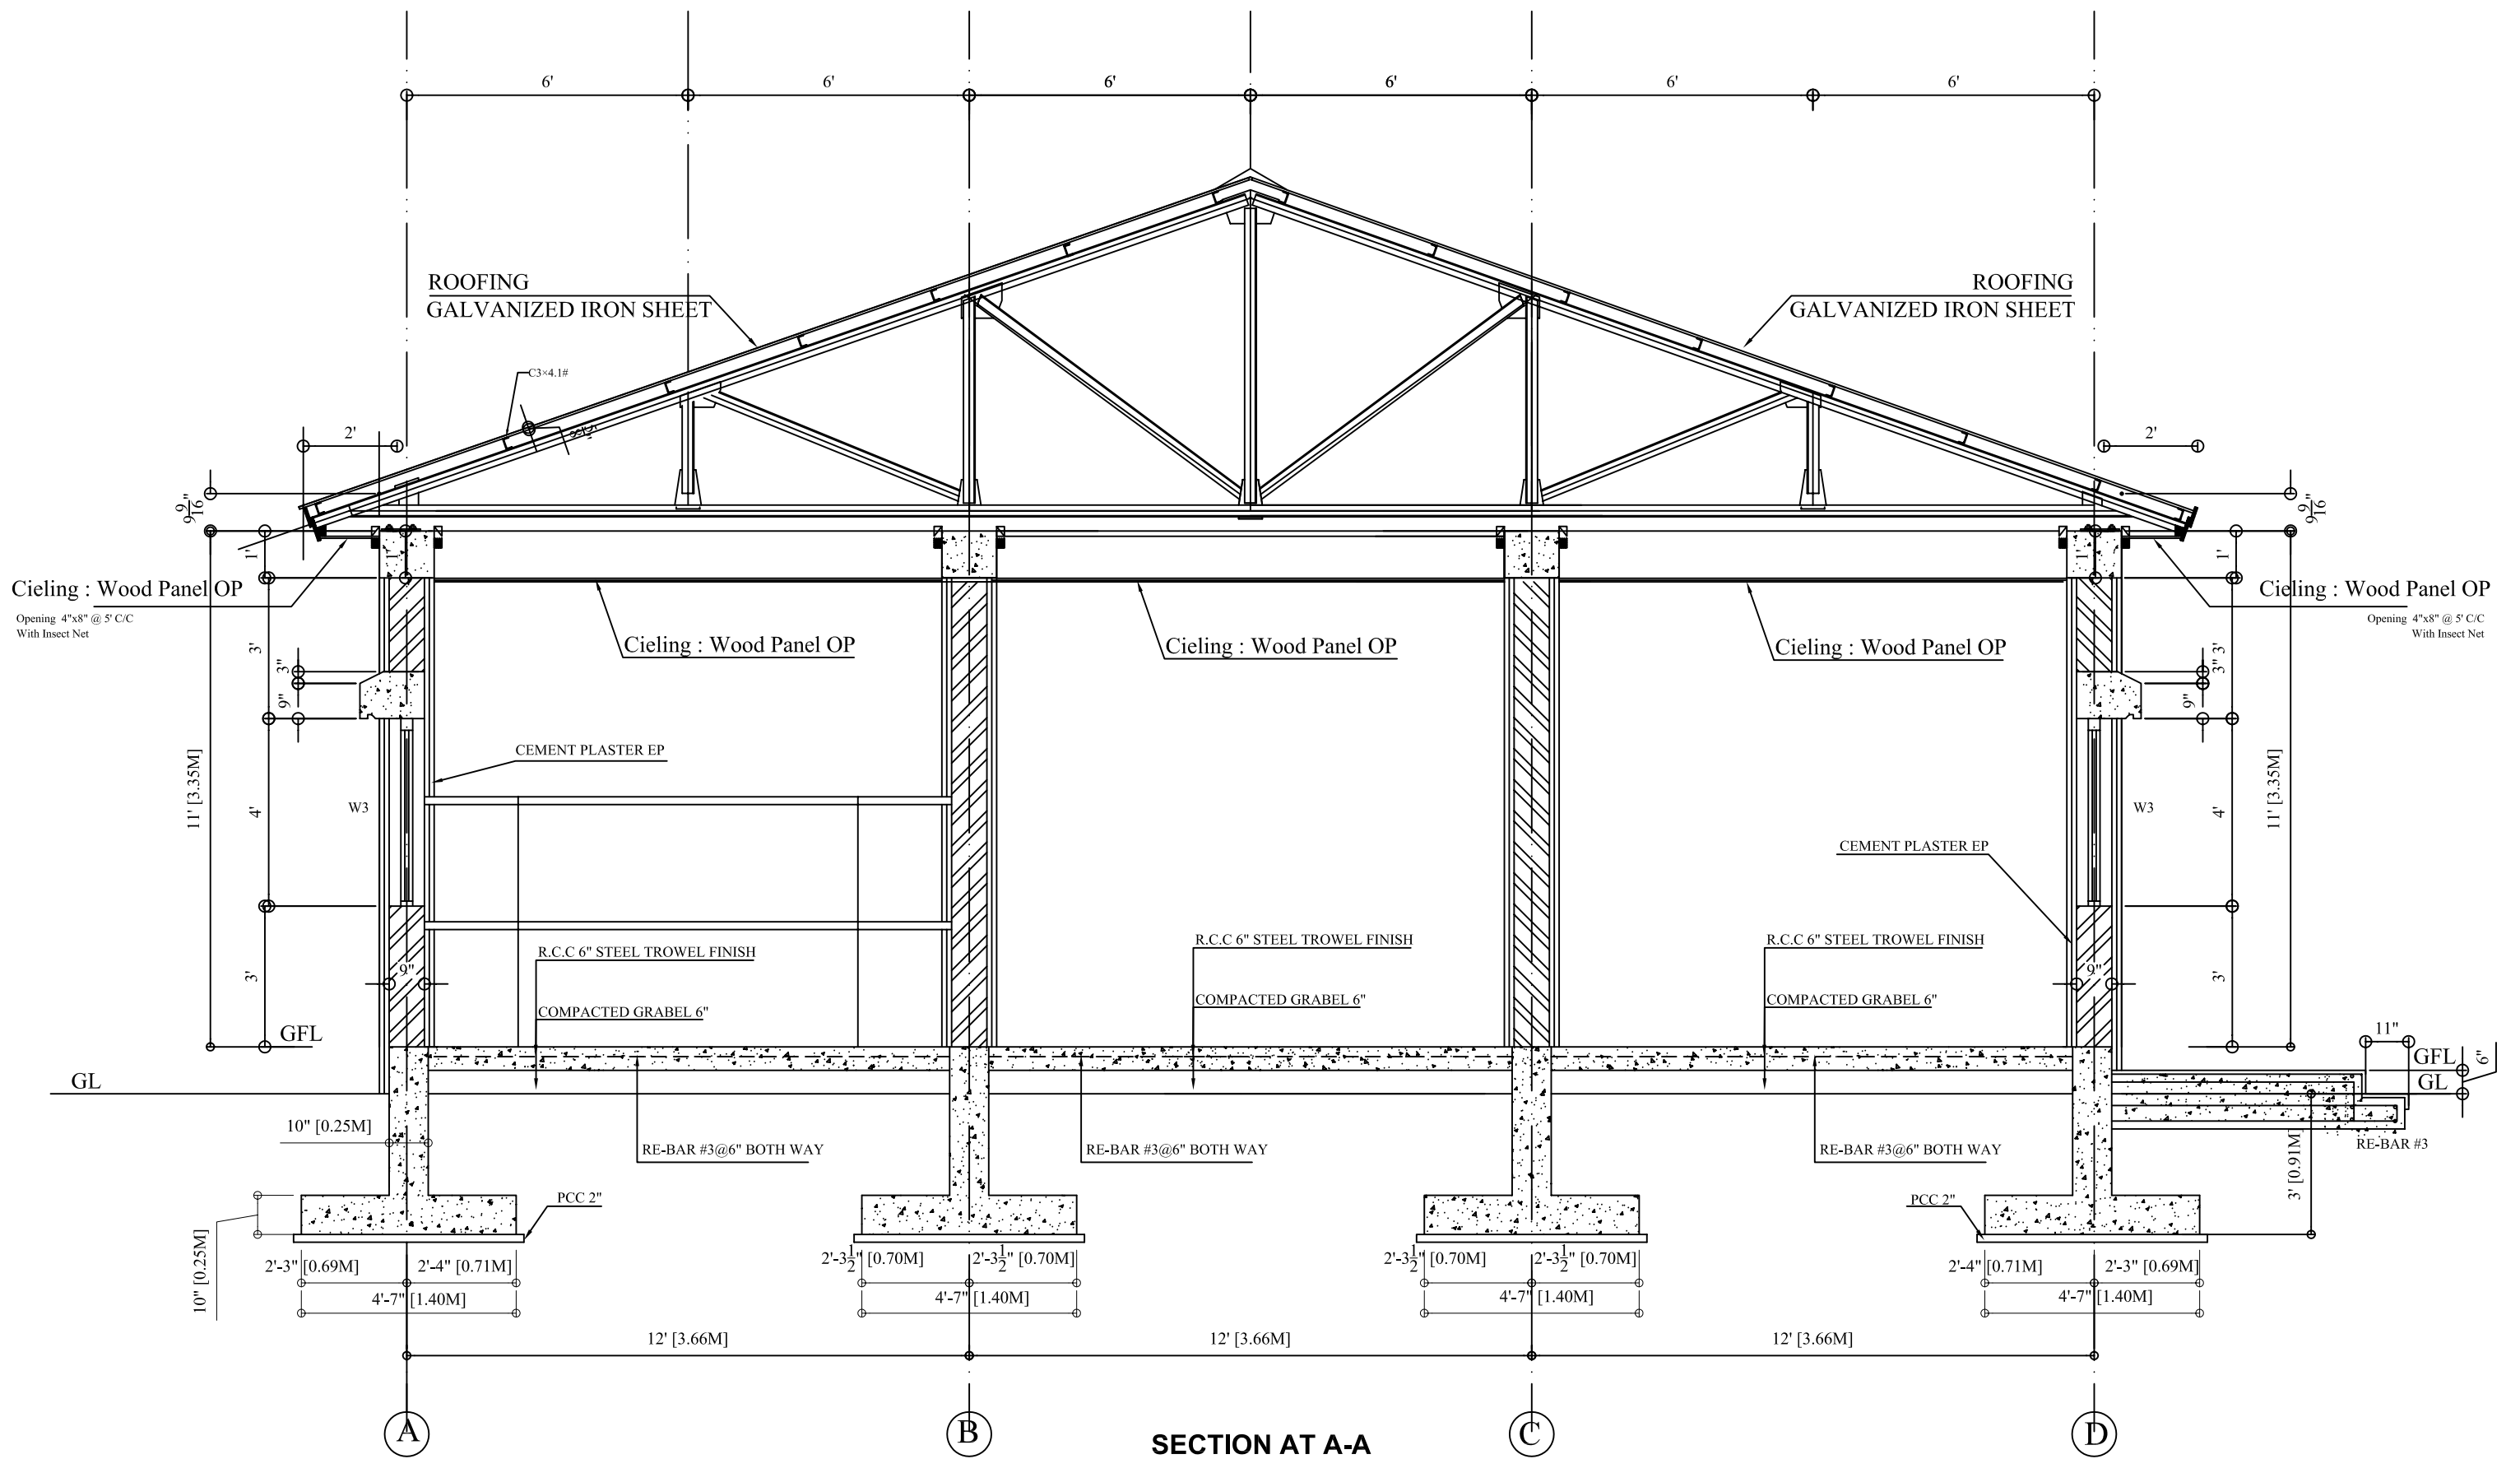 6' 6' 6' 6' 6' 6'
ROOFING
GALVANIZED IRON SHEET
ROOFING
GALVANIZED IRON SHEET
C3×4.1#
2'
2'
9 9/16"
9 9/16"
1'
1'
1'
1'
Cieling : Wood Panel OP
Opening 4"x8" @ 5' C/C
With Insect Net
Cieling : Wood Panel OP
Opening 4"x8" @ 5' C/C
With Insect Net
Cieling : Wood Panel OP
Cieling : Wood Panel OP
Cieling : Wood Panel OP
3'
3"
9"
3'
3"
9"
CEMENT PLASTER EP
11' [3.35M]
4'
W3
W3
4'
11' [3.35M]
CEMENT PLASTER EP
R.C.C 6" STEEL TROWEL FINISH
R.C.C 6" STEEL TROWEL FINISH
R.C.C 6" STEEL TROWEL FINISH
3'
9"
9"
3'
COMPACTED GRABEL 6"
COMPACTED GRABEL 6"
COMPACTED GRABEL 6"
GFL
GL
11"
GFL
GL
6"
10" [0.25M]
RE-BAR #3@6" BOTH WAY
RE-BAR #3@6" BOTH WAY
RE-BAR #3@6" BOTH WAY
RE-BAR #3
3' [0.91M]
PCC 2"
PCC 2"
10" [0.25M]
2'-3" [0.69M] 2'-4" [0.71M]
2'-3 1/2" [0.70M] 2'-3 1/2" [0.70M]
2'-3 1/2" [0.70M] 2'-3 1/2" [0.70M]
2'-4" [0.71M] 2'-3" [0.69M]
4'-7" [1.40M]
4'-7" [1.40M]
4'-7" [1.40M]
4'-7" [1.40M]
12' [3.66M] 12' [3.66M] 12' [3.66M]
A B C D
SECTION AT A-A